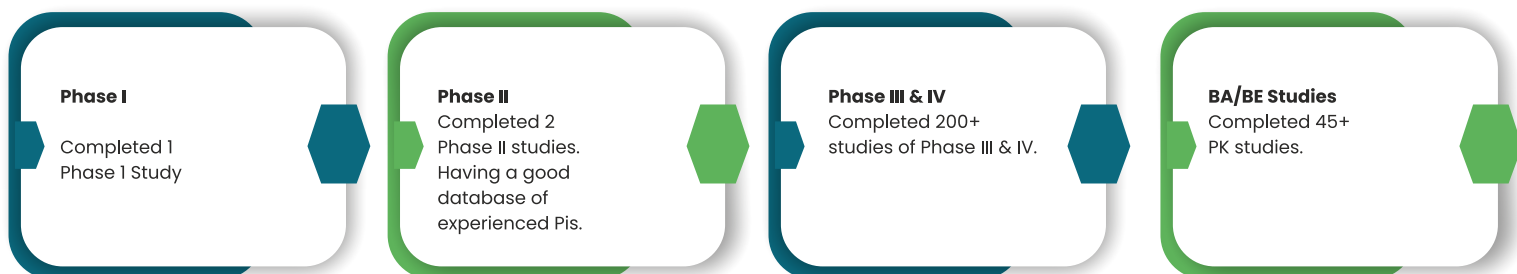 Phase I
Completed 1
Phase 1 Study
Phase II
Completed 2
Phase II studies.
Having a good
database of
experienced Pis.
Phase III & IV
Completed 200+
studies of Phase III & IV.
BA/BE Studies
Completed 45+
PK studies.